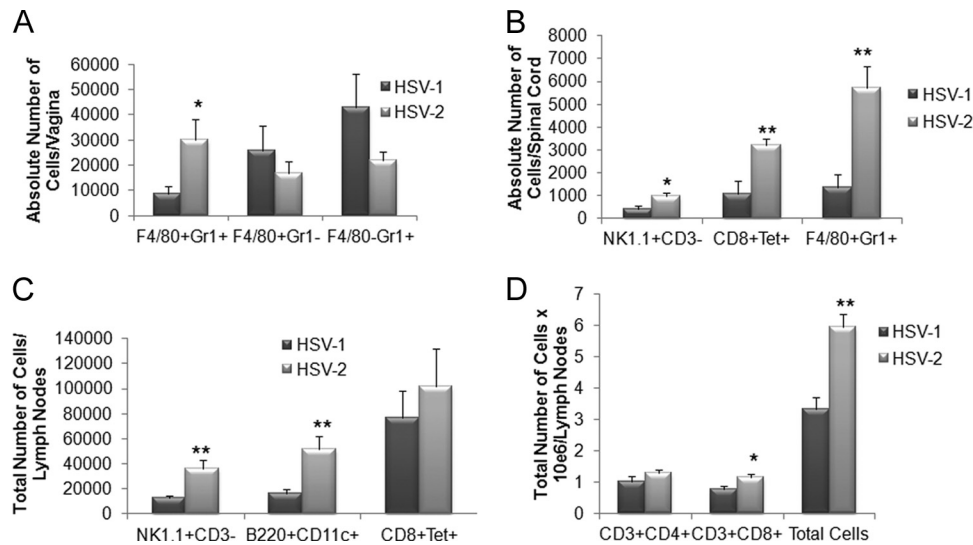 A
Absolute Number of
Cells/Vagina
60000
50000
40000
30000
20000
10000
0
*
HSV-1
HSV-2
F4/80+Gr1+ F4/80+Gr1- F4/80-Gr1+
B
Absolute Number of
Cells/Spinal Cord
8000
7000
6000
5000
4000
3000
2000
1000
0
*
**
**
HSV-1
HSV-2
NK1.1+CD3- CD8+Tet+ F4/80+Gr1+
C
Total Number of Cells/
Lymph Nodes
140000
120000
100000
80000
60000
40000
20000
0
**
**
HSV-1
HSV-2
NK1.1+CD3- B220+CD11c+ CD8+Tet+
D
Total Number of Cells x
10e6/Lymph Nodes
7
6
5
4
3
2
1
0
*
**
HSV-1
HSV-2
CD3+CD4+ CD3+CD8+ Total Cells